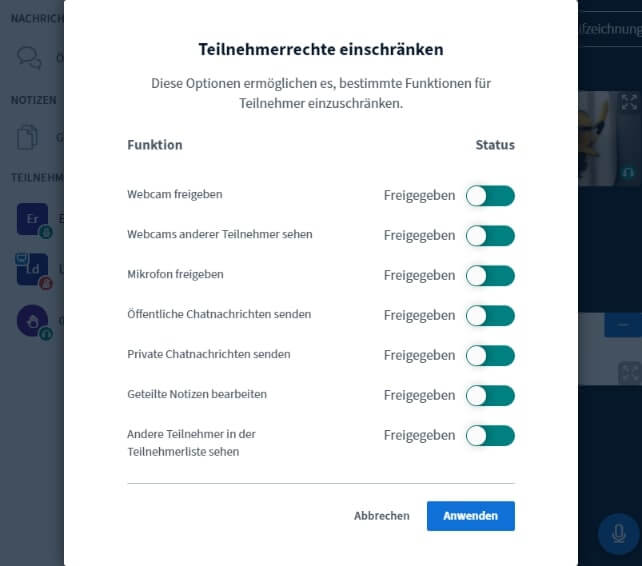 Teilnehmerrechte einschränken
Diese Optionen ermöglichen es, bestimmte Funktionen für
Teilnehmer einzuschränken.
Funktion Status
Webcam freigeben Freigegeben
Webcams anderer Teilnehmer sehen Freigegeben
Mikrofon freigeben Freigegeben
Öffentliche Chatnachrichten senden Freigegeben
Private Chatnachrichten senden Freigegeben
Geteilte Notizen bearbeiten Freigegeben
Andere Teilnehmer in der
Teilnehmerliste sehen Freigegeben
Abbrechen Anwenden
NACHRICH
Ö
NOTIZEN
G
TEILNEHM
Er E
Ld
fzeichnung